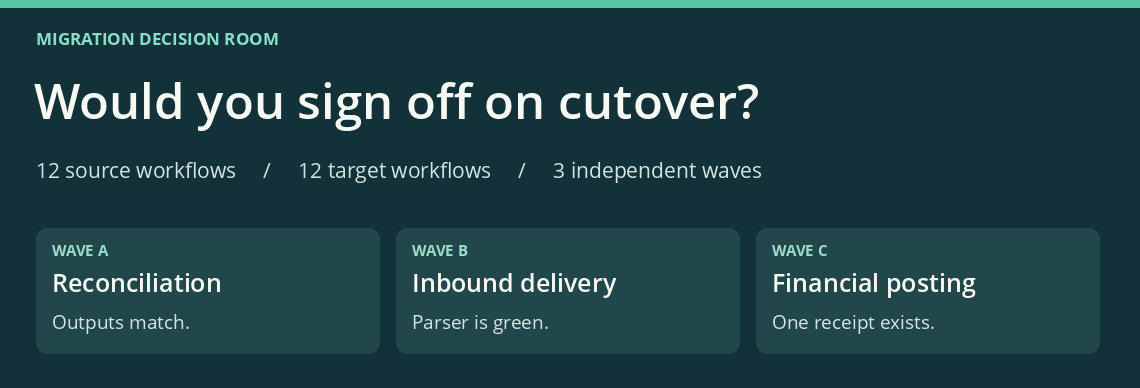 MIGRATION DECISION ROOM
Would you sign off on cutover?
12 source workflows / 12 target workflows / 3 independent waves
WAVE A
Reconciliation
Outputs match.
WAVE B
Inbound delivery
Parser is green.
WAVE C
Financial posting
One receipt exists.